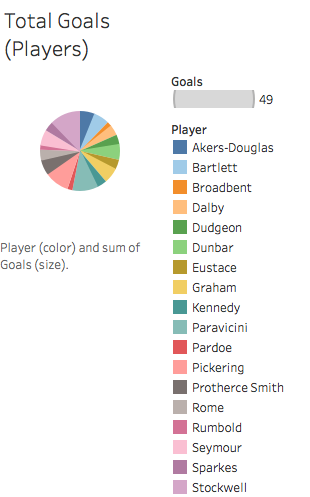 Total Goals
(Players)
Goals
49
Player
Akers-Douglas
Bartlett
Broadbent
Dalby
Dudgeon
Dunbar
Eustace
Graham
Kennedy
Paravicini
Pardoe
Pickering
Protherce Smith
Rome
Rumbold
Seymour
Sparkes
Stockwell
Player (color) and sum of
Goals (size).